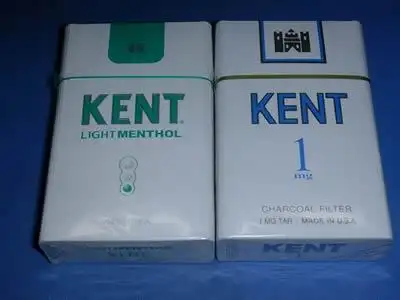 KENT
LIGHT MENTHOL
KENT
1
mg
CHARCOAL FILTER
1 MG TAR MADE IN U.S.A.
KENT